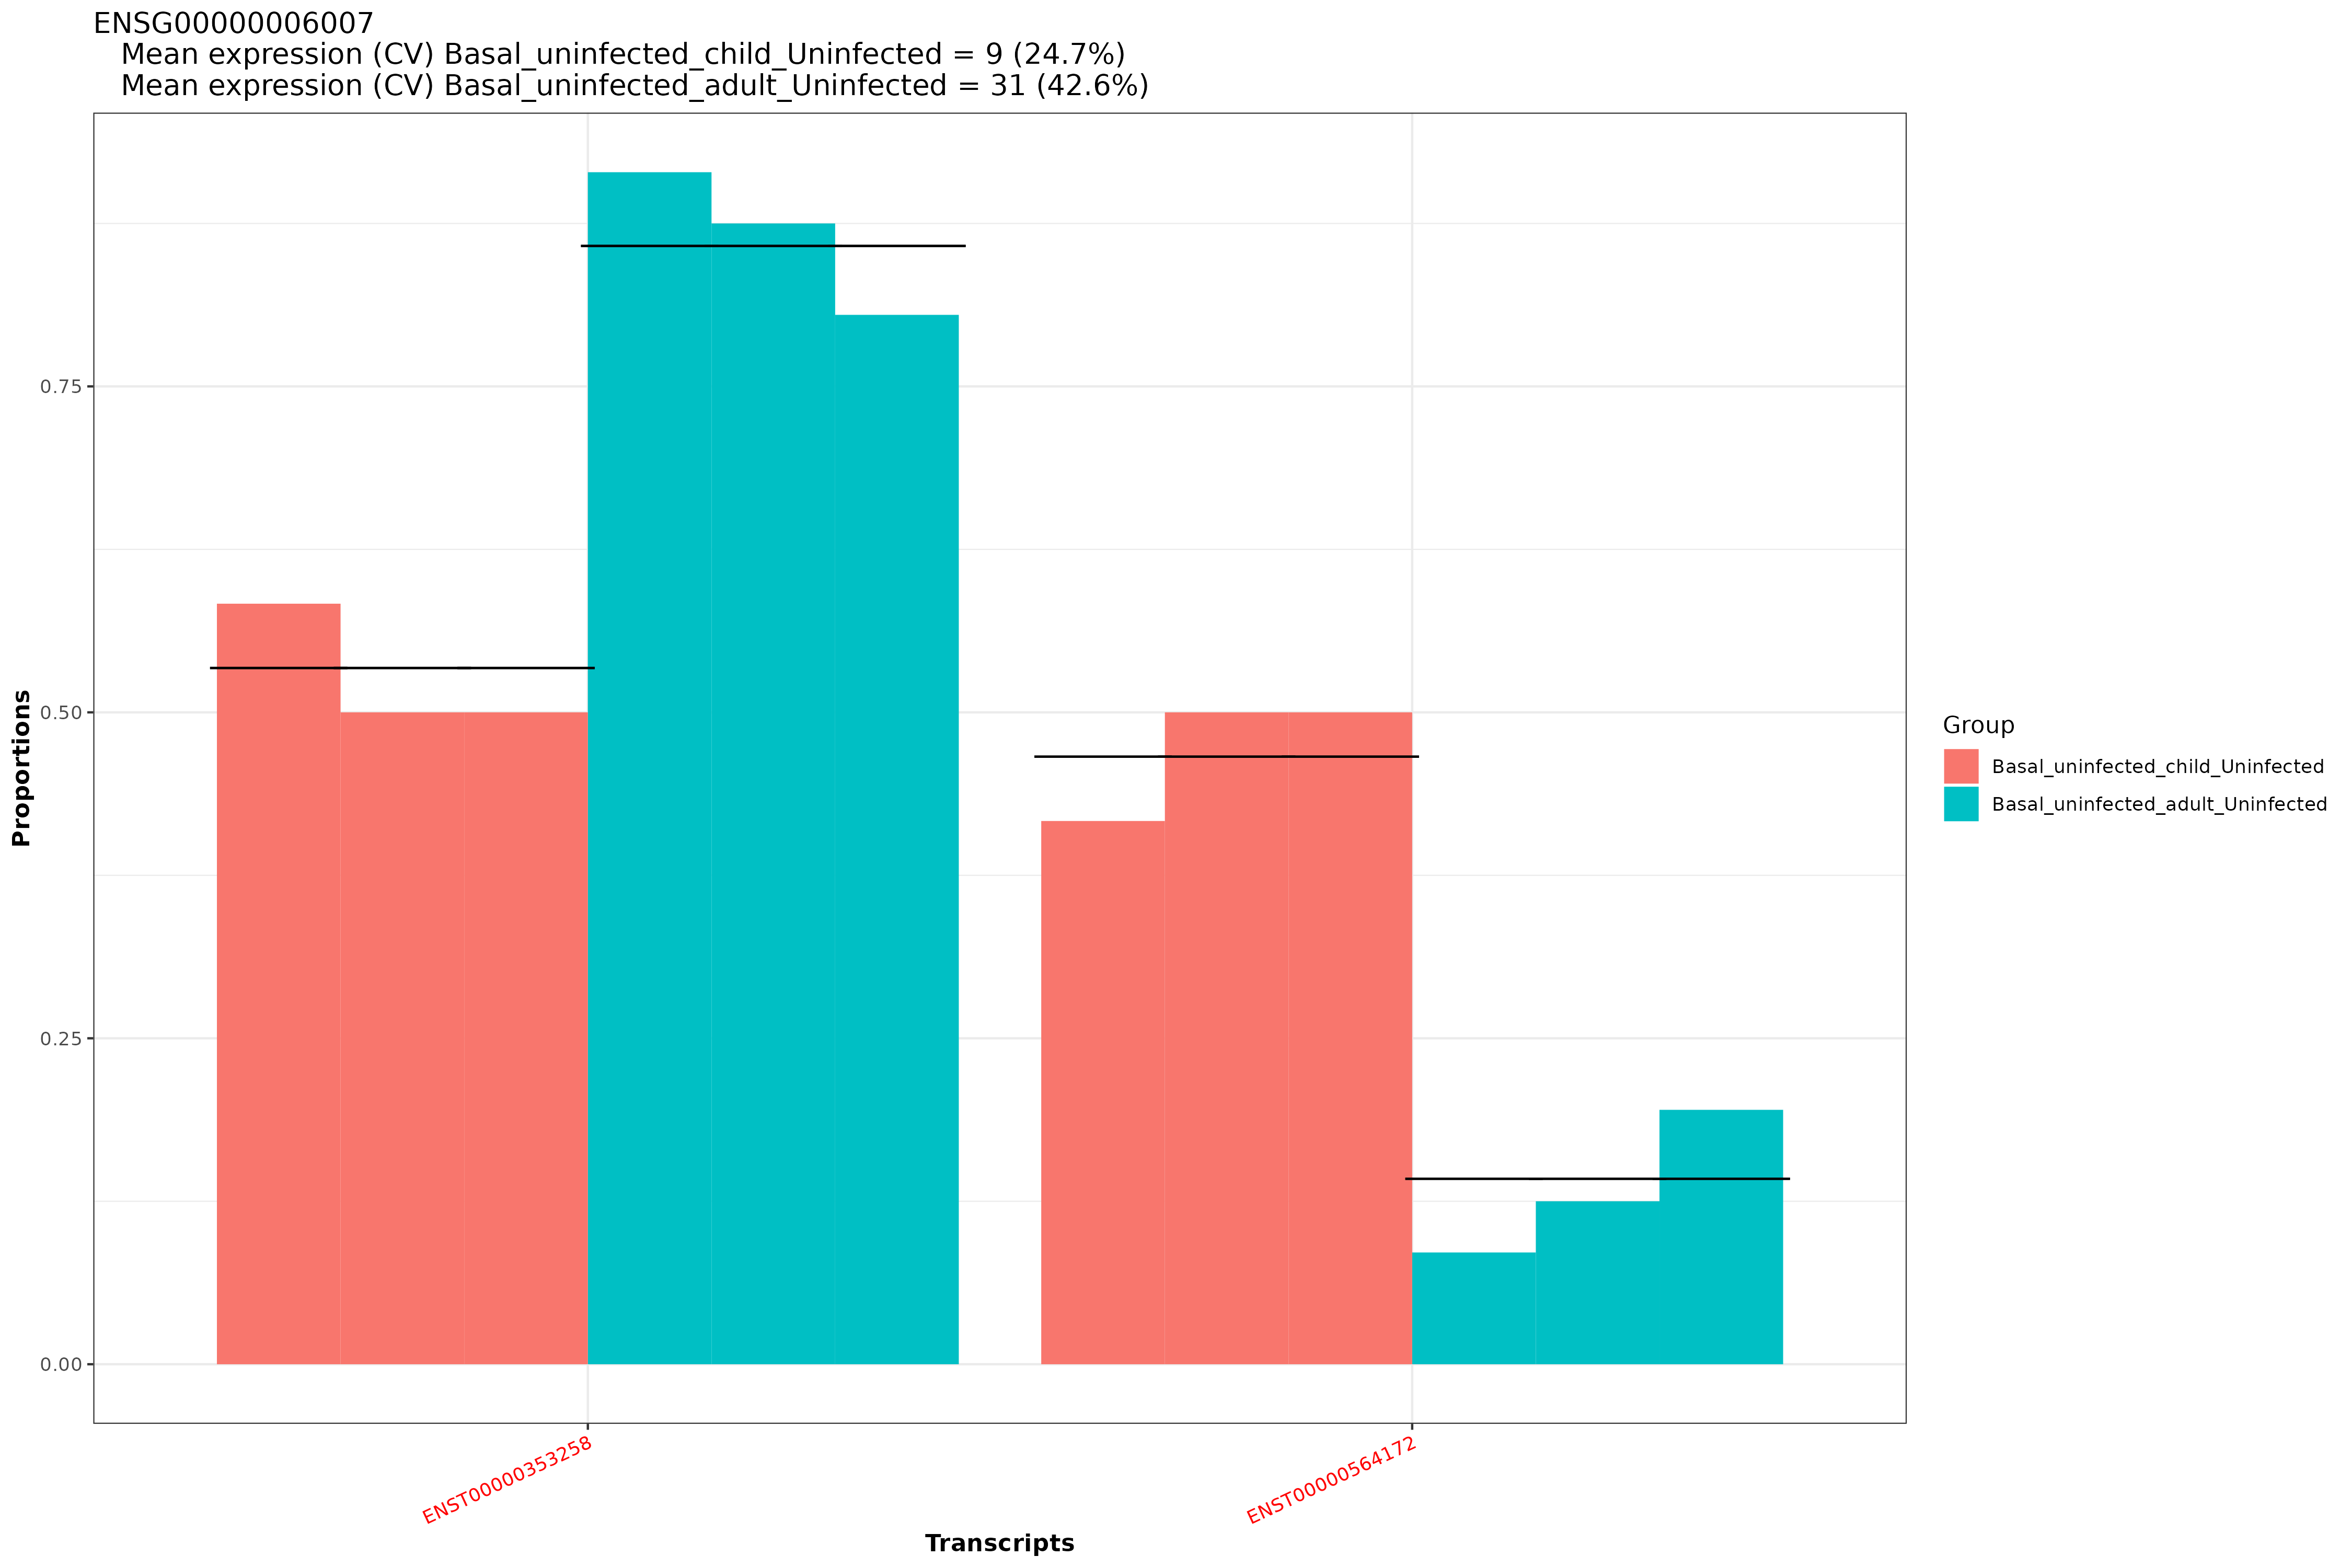 ENSG00000006007
Mean expression (CV) Basal_uninfected_child_Uninfected = 9 (24.7%)
Mean expression (CV) Basal_uninfected_adult_Uninfected = 31 (42.6%)
Proportions
0.75
0.50
0.25
0.00
ENST00000353258
ENST00000564172
Transcripts
Group
Basal_uninfected_child_Uninfected
Basal_uninfected_adult_Uninfected